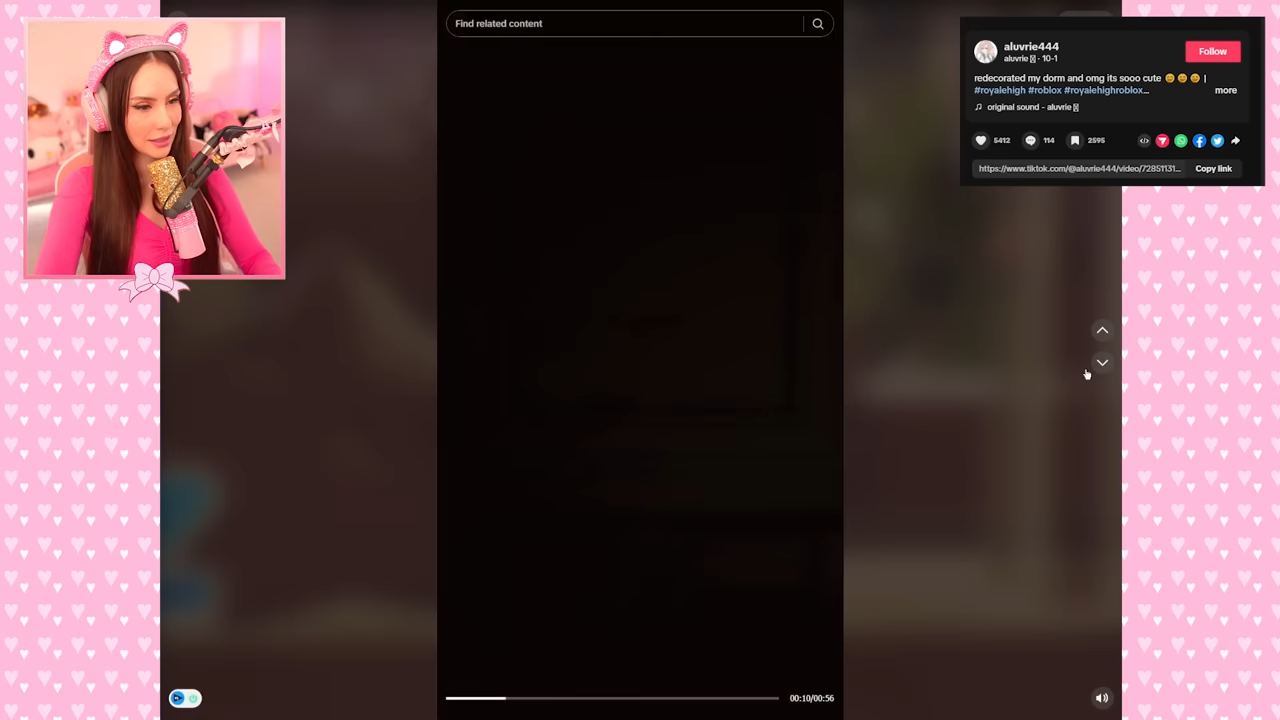 Find related content
aluvrie444
aluvrie · 10-1
Follow
redecorated my dorm and omg its sooo cute 😩 😩 😩 |
#royalehigh #roblox #royalehighroblox...
more
original sound - aluvrie
5412
114
2595
https://www.tiktok.com/@aluvrie444/video/72851131...
Copy link
00:10/00:56